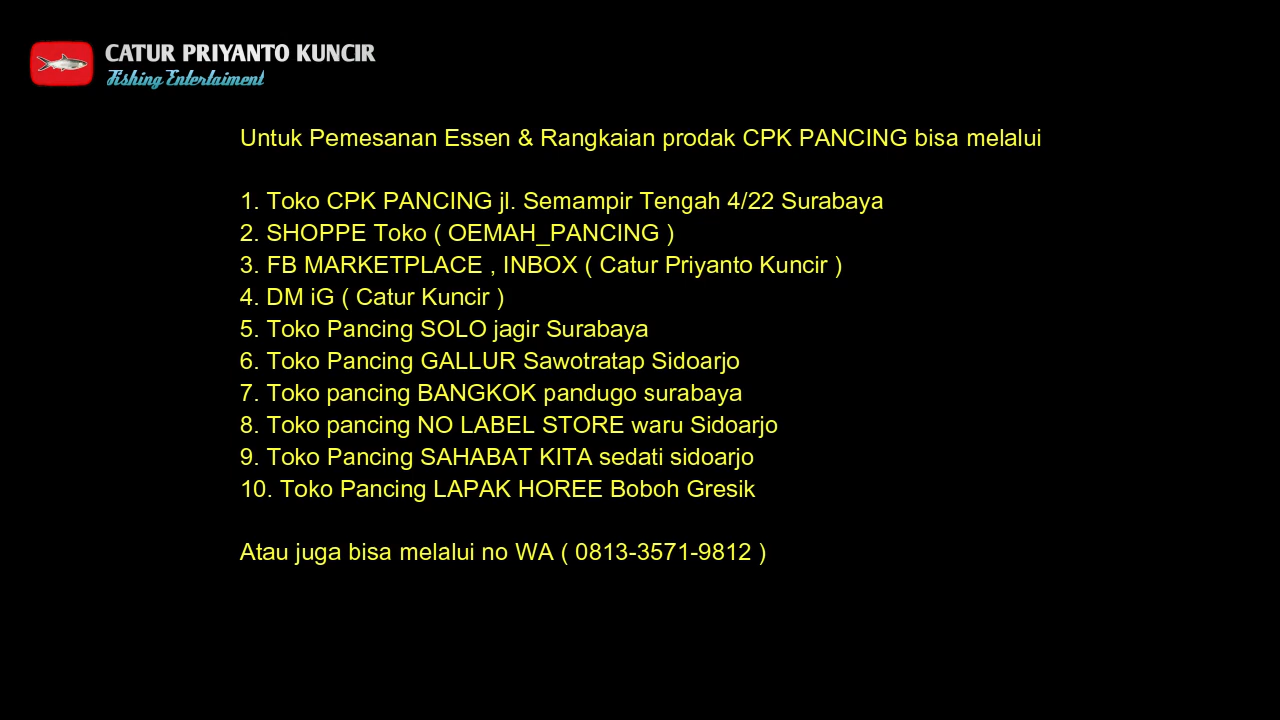 CATUR PRIYANTO KUNCIR
Fishing Entertaiment
Untuk Pemesanan Essen & Rangkaian prodak CPK PANCING bisa melalui
1. Toko CPK PANCING jl. Semampir Tengah 4/22 Surabaya
2. SHOPPE Toko ( OEMAH_PANCING )
3. FB MARKETPLACE , INBOX ( Catur Priyanto Kuncir )
4. DM iG ( Catur Kuncir )
5. Toko Pancing SOLO jagir Surabaya
6. Toko Pancing GALLUR Sawotratap Sidoarjo
7. Toko pancing BANGKOK pandugo surabaya
8. Toko pancing NO LABEL STORE waru Sidoarjo
9. Toko Pancing SAHABAT KITA sedati sidoarjo
10. Toko Pancing LAPAK HOREE Boboh Gresik
Atau juga bisa melalui no WA ( 0813-3571-9812 )